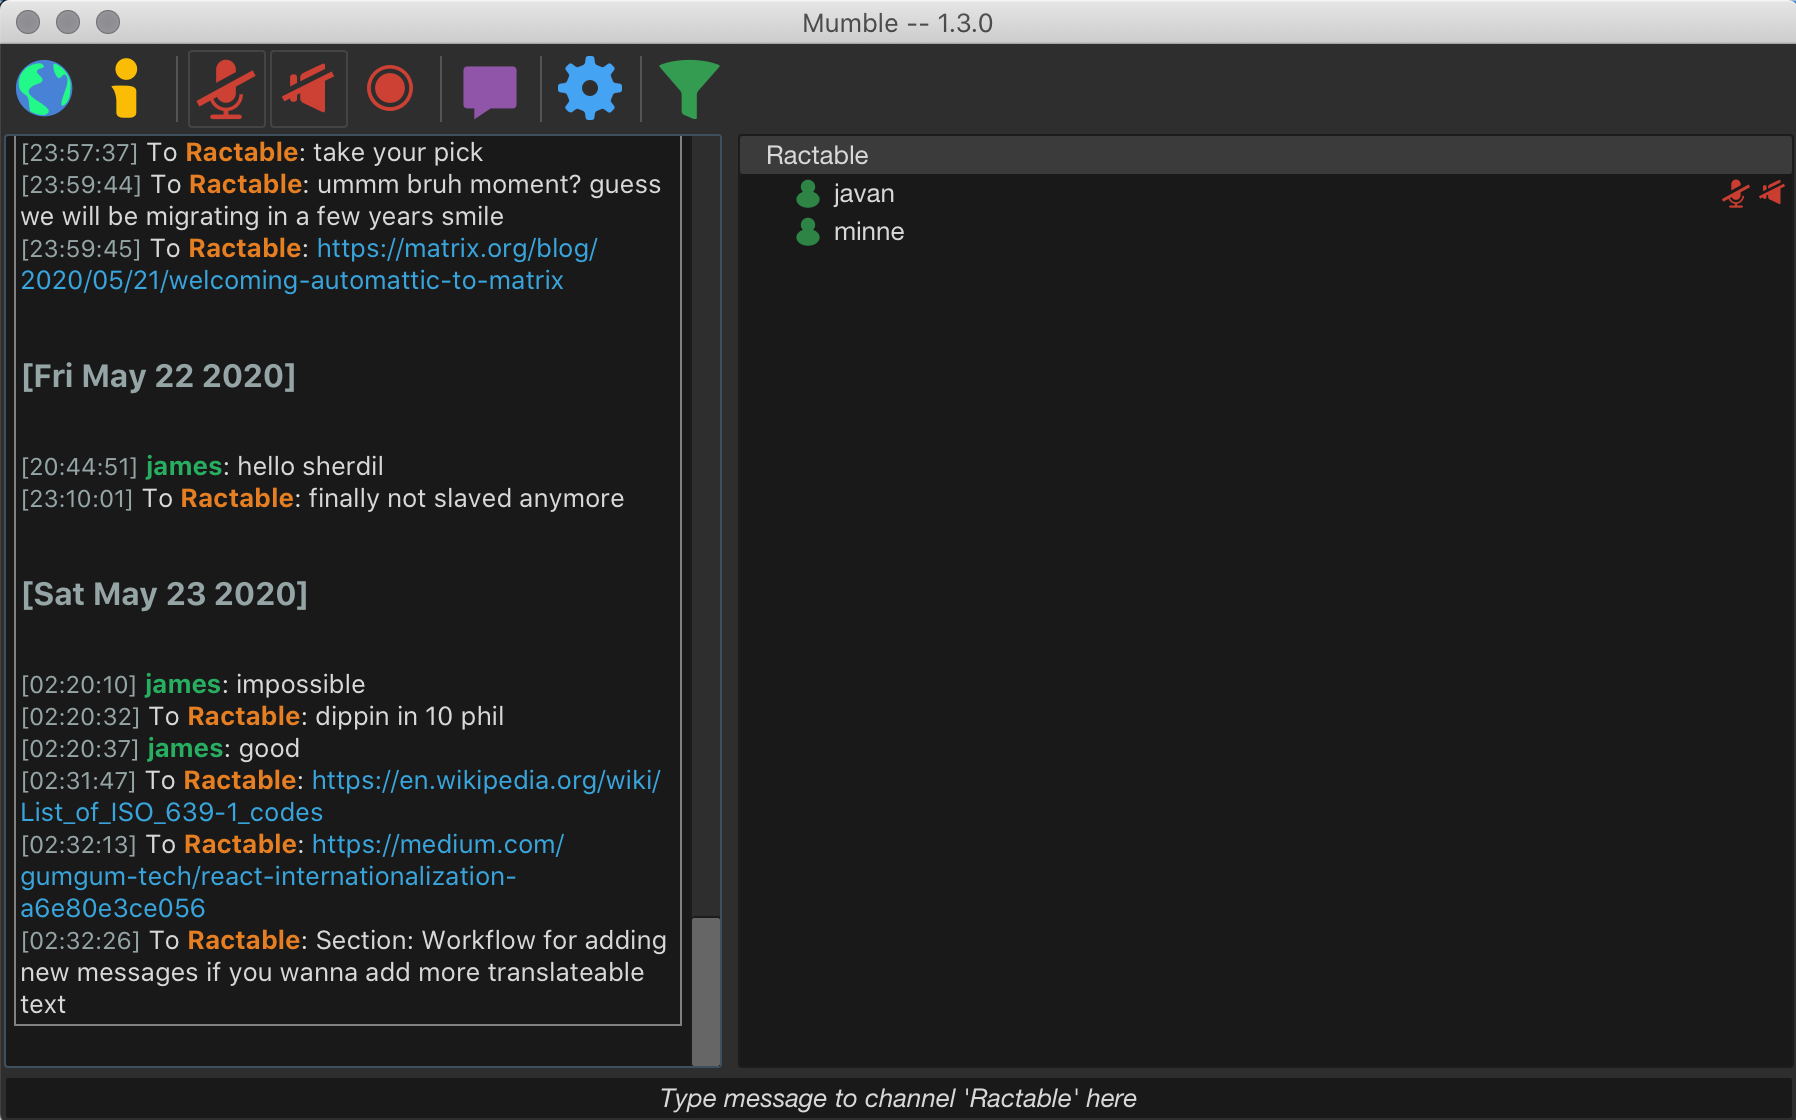 Mumble -- 1.3.0
[23:57:37] To Ractable: take your pick
[23:59:44] To Ractable: ummm bruh moment? guess
we will be migrating in a few years smile
[23:59:45] To Ractable: https://matrix.org/blog/
2020/05/21/welcoming-automattic-to-matrix
[Fri May 22 2020]
[20:44:51] james: hello sherdil
[23:10:01] To Ractable: finally not slaved anymore
[Sat May 23 2020]
[02:20:10] james: impossible
[02:20:32] To Ractable: dippin in 10 phil
[02:20:37] james: good
[02:31:47] To Ractable: https://en.wikipedia.org/wiki/
List_of_ISO_639-1_codes
[02:32:13] To Ractable: https://medium.com/
gumgum-tech/react-internationalization-
a6e80e3ce056
[02:32:26] To Ractable: Section: Workflow for adding
new messages if you wanna add more translateable
text
Ractable
javan
minne
Type message to channel 'Ractable' here